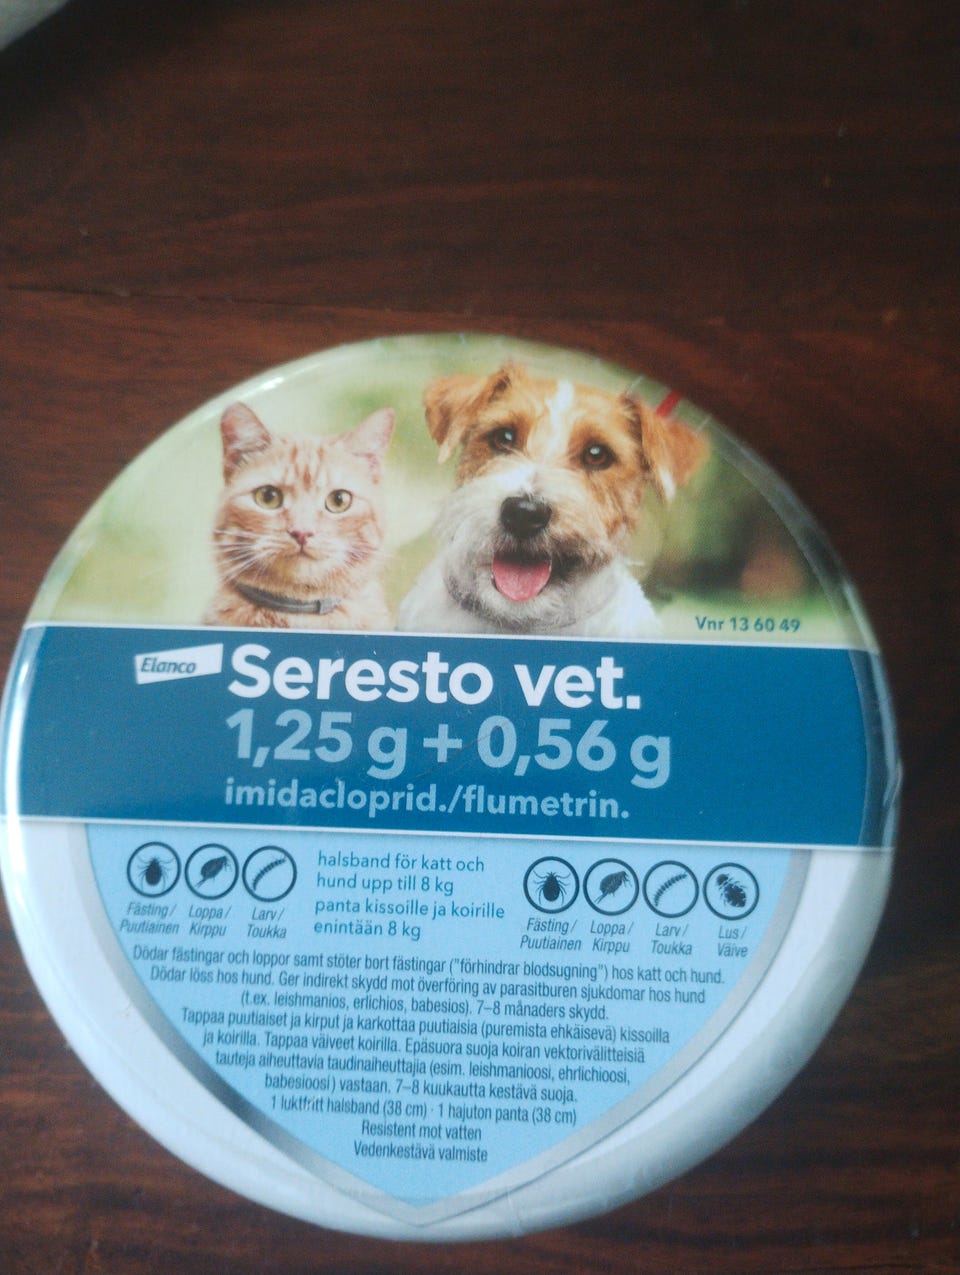 Vnr 13 60 49
Elanco
Seresto vet.
1,25 g + 0,56 g
imidacloprid./flumetrin.
Fästing/
Puutiainen
Loppa/
Kirppu
Larv/
Toukka
halsband för katt och
hund upp till 8 kg
panta kissoille ja koirille
enintään 8 kg
Fästing/
Puutiainen
Loppa/
Kirppu
Larv/
Toukka
Lus/
Väive
Dödar fästingar och loppor samt stöter bort fästingar ("förhindrar blodsugning") hos katt och hund.
Dödar löss hos hund. Ger indirekt skydd mot överföring av parasitburen sjukdomar hos hund
(t.ex. leishmanios, erlichios, babesios). 7–8 månaders skydd.
Tappaa puutiaiset ja kirput ja karkottaa puutiaisia (puremista ehkäisevä) kissoilla
ja koirilla. Tappaa väiveet koirilla. Epäsuora suoja koiran vektorivälitteisiä
tauteja aiheuttavia taudinaiheuttajia (esim. leishmanioosi, ehrlichioosi,
babesioosi) vastaan. 7–8 kuukautta kestävä suoja.
1 luktfritt halsband (38 cm) · 1 hajuton panta (38 cm)
Resistent mot vatten
Vedenkestävä valmiste